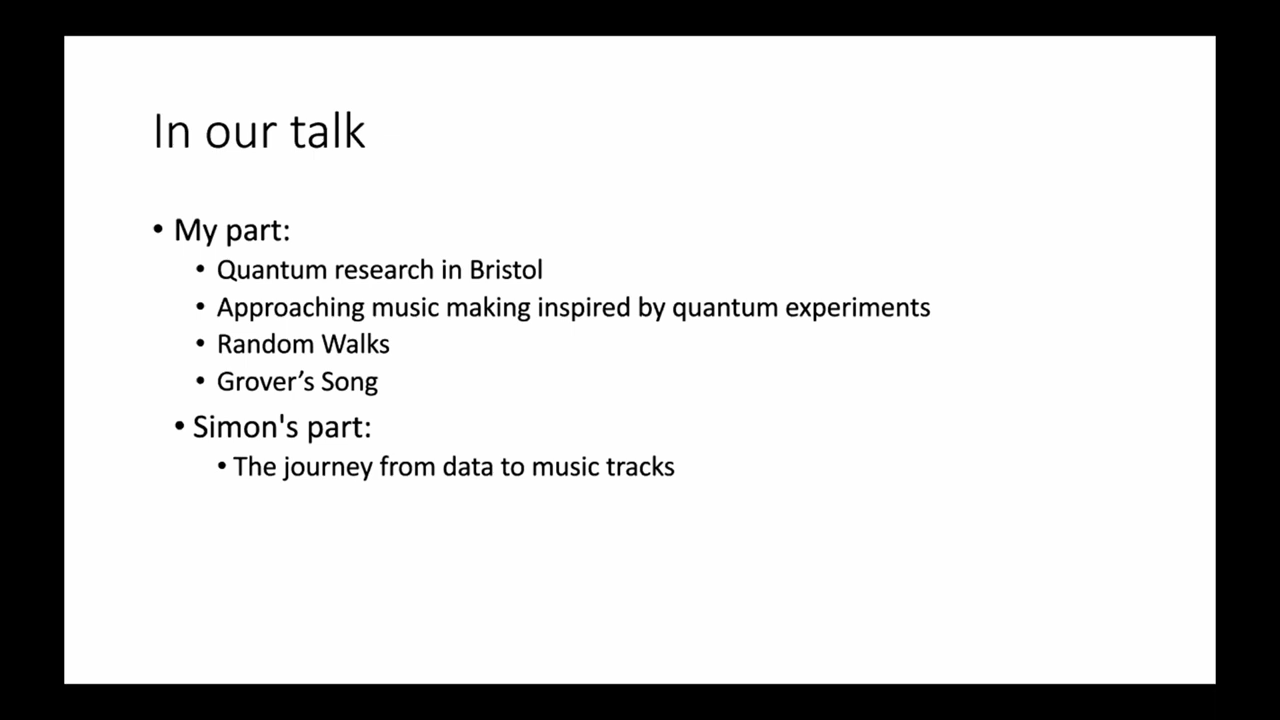 In our talk
• My part:
• Quantum research in Bristol
• Approaching music making inspired by quantum experiments
• Random Walks
• Grover’s Song
• Simon's part:
• The journey from data to music tracks